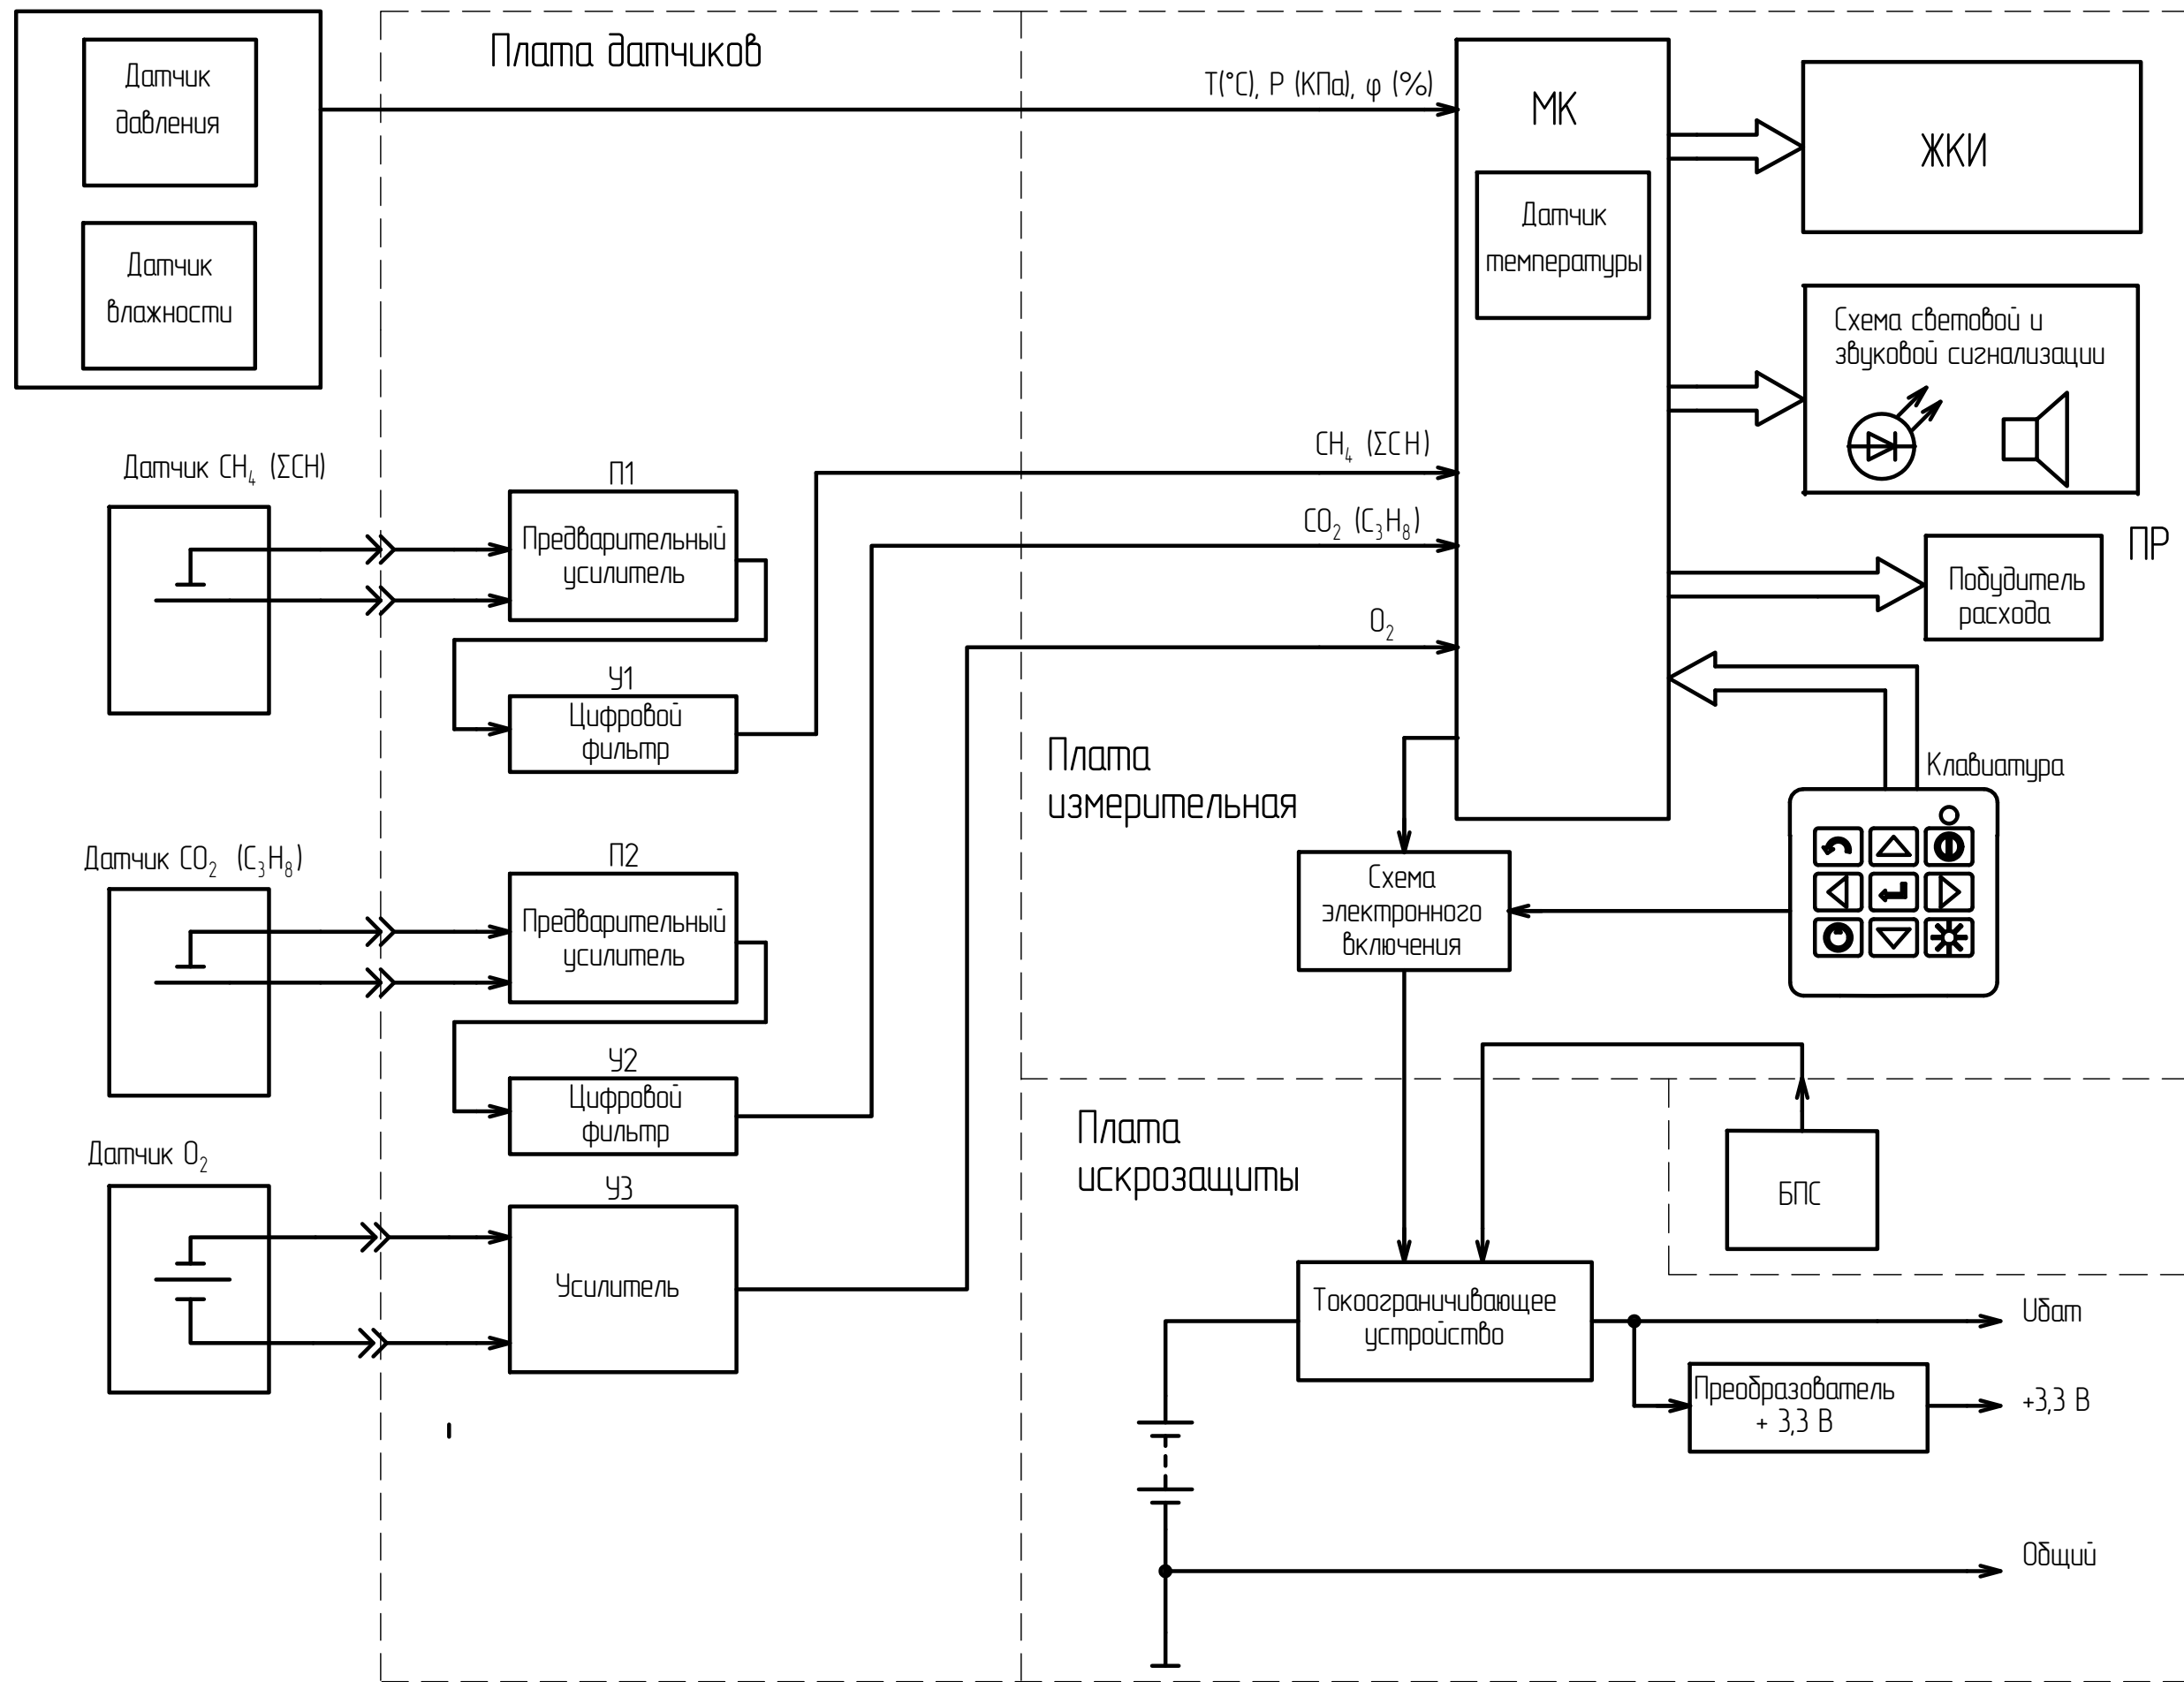 Датчик
давления
Датчик
влажности
Плата датчиков
Т(°С), Р (КПа), φ (%)
МК
Датчик
температуры
ЖКИ
Схема световой и
звуковой сигнализации
Датчик CH₄ (ΣCH)
П1
Предварительный
усилитель
CH₄ (ΣCH)
CO₂ (C₃H₈)
O₂
ПР
Побудитель
расхода
У1
Цифровой
фильтр
Плата
измерительная
Клавиатура
Датчик CO₂ (C₃H₈)
П2
Предварительный
усилитель
Схема
электронного
включения
У2
Цифровой
фильтр
Датчик O₂
У3
Усилитель
Плата
искрозащиты
БПС
Токоограничивающее
устройство
Uбат
Преобразователь
+ 3,3 В
+3,3 В
Общий